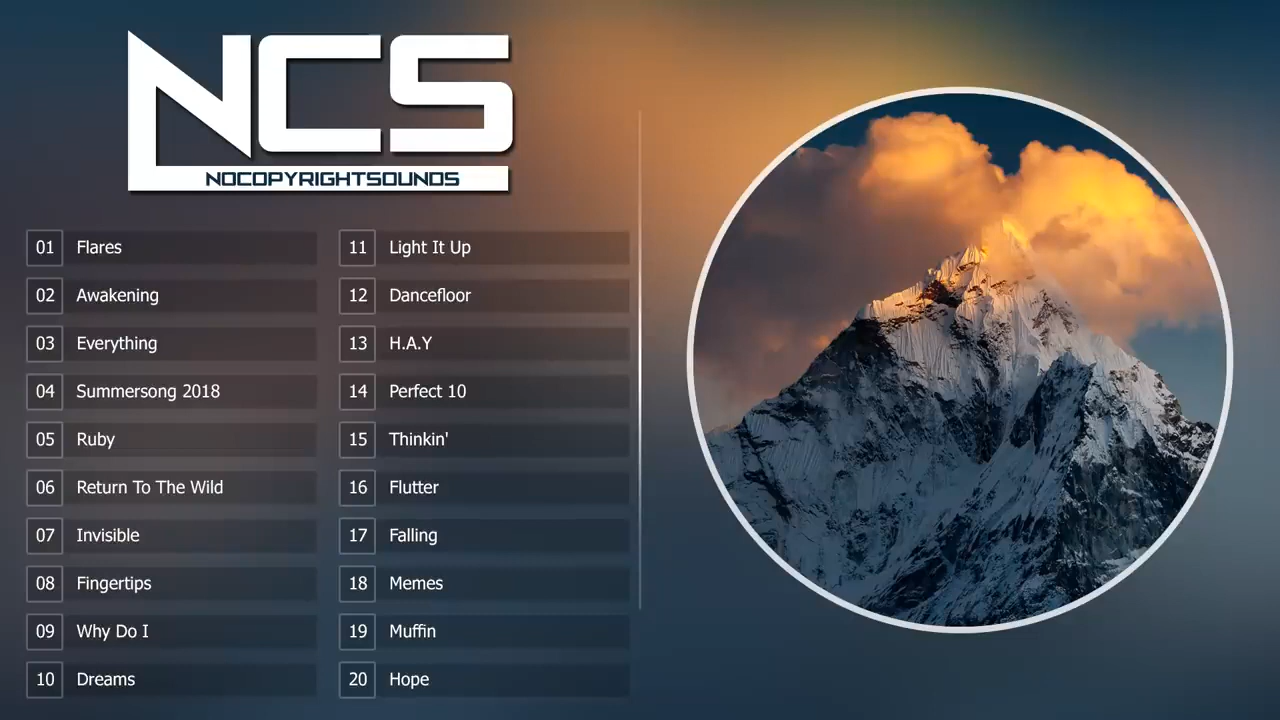 NCS
NOCOPYRIGHTSOUNDS
01 Flares
02 Awakening
03 Everything
04 Summersong 2018
05 Ruby
06 Return To The Wild
07 Invisible
08 Fingertips
09 Why Do I
10 Dreams
11 Light It Up
12 Dancefloor
13 H.A.Y
14 Perfect 10
15 Thinkin'
16 Flutter
17 Falling
18 Memes
19 Muffin
20 Hope